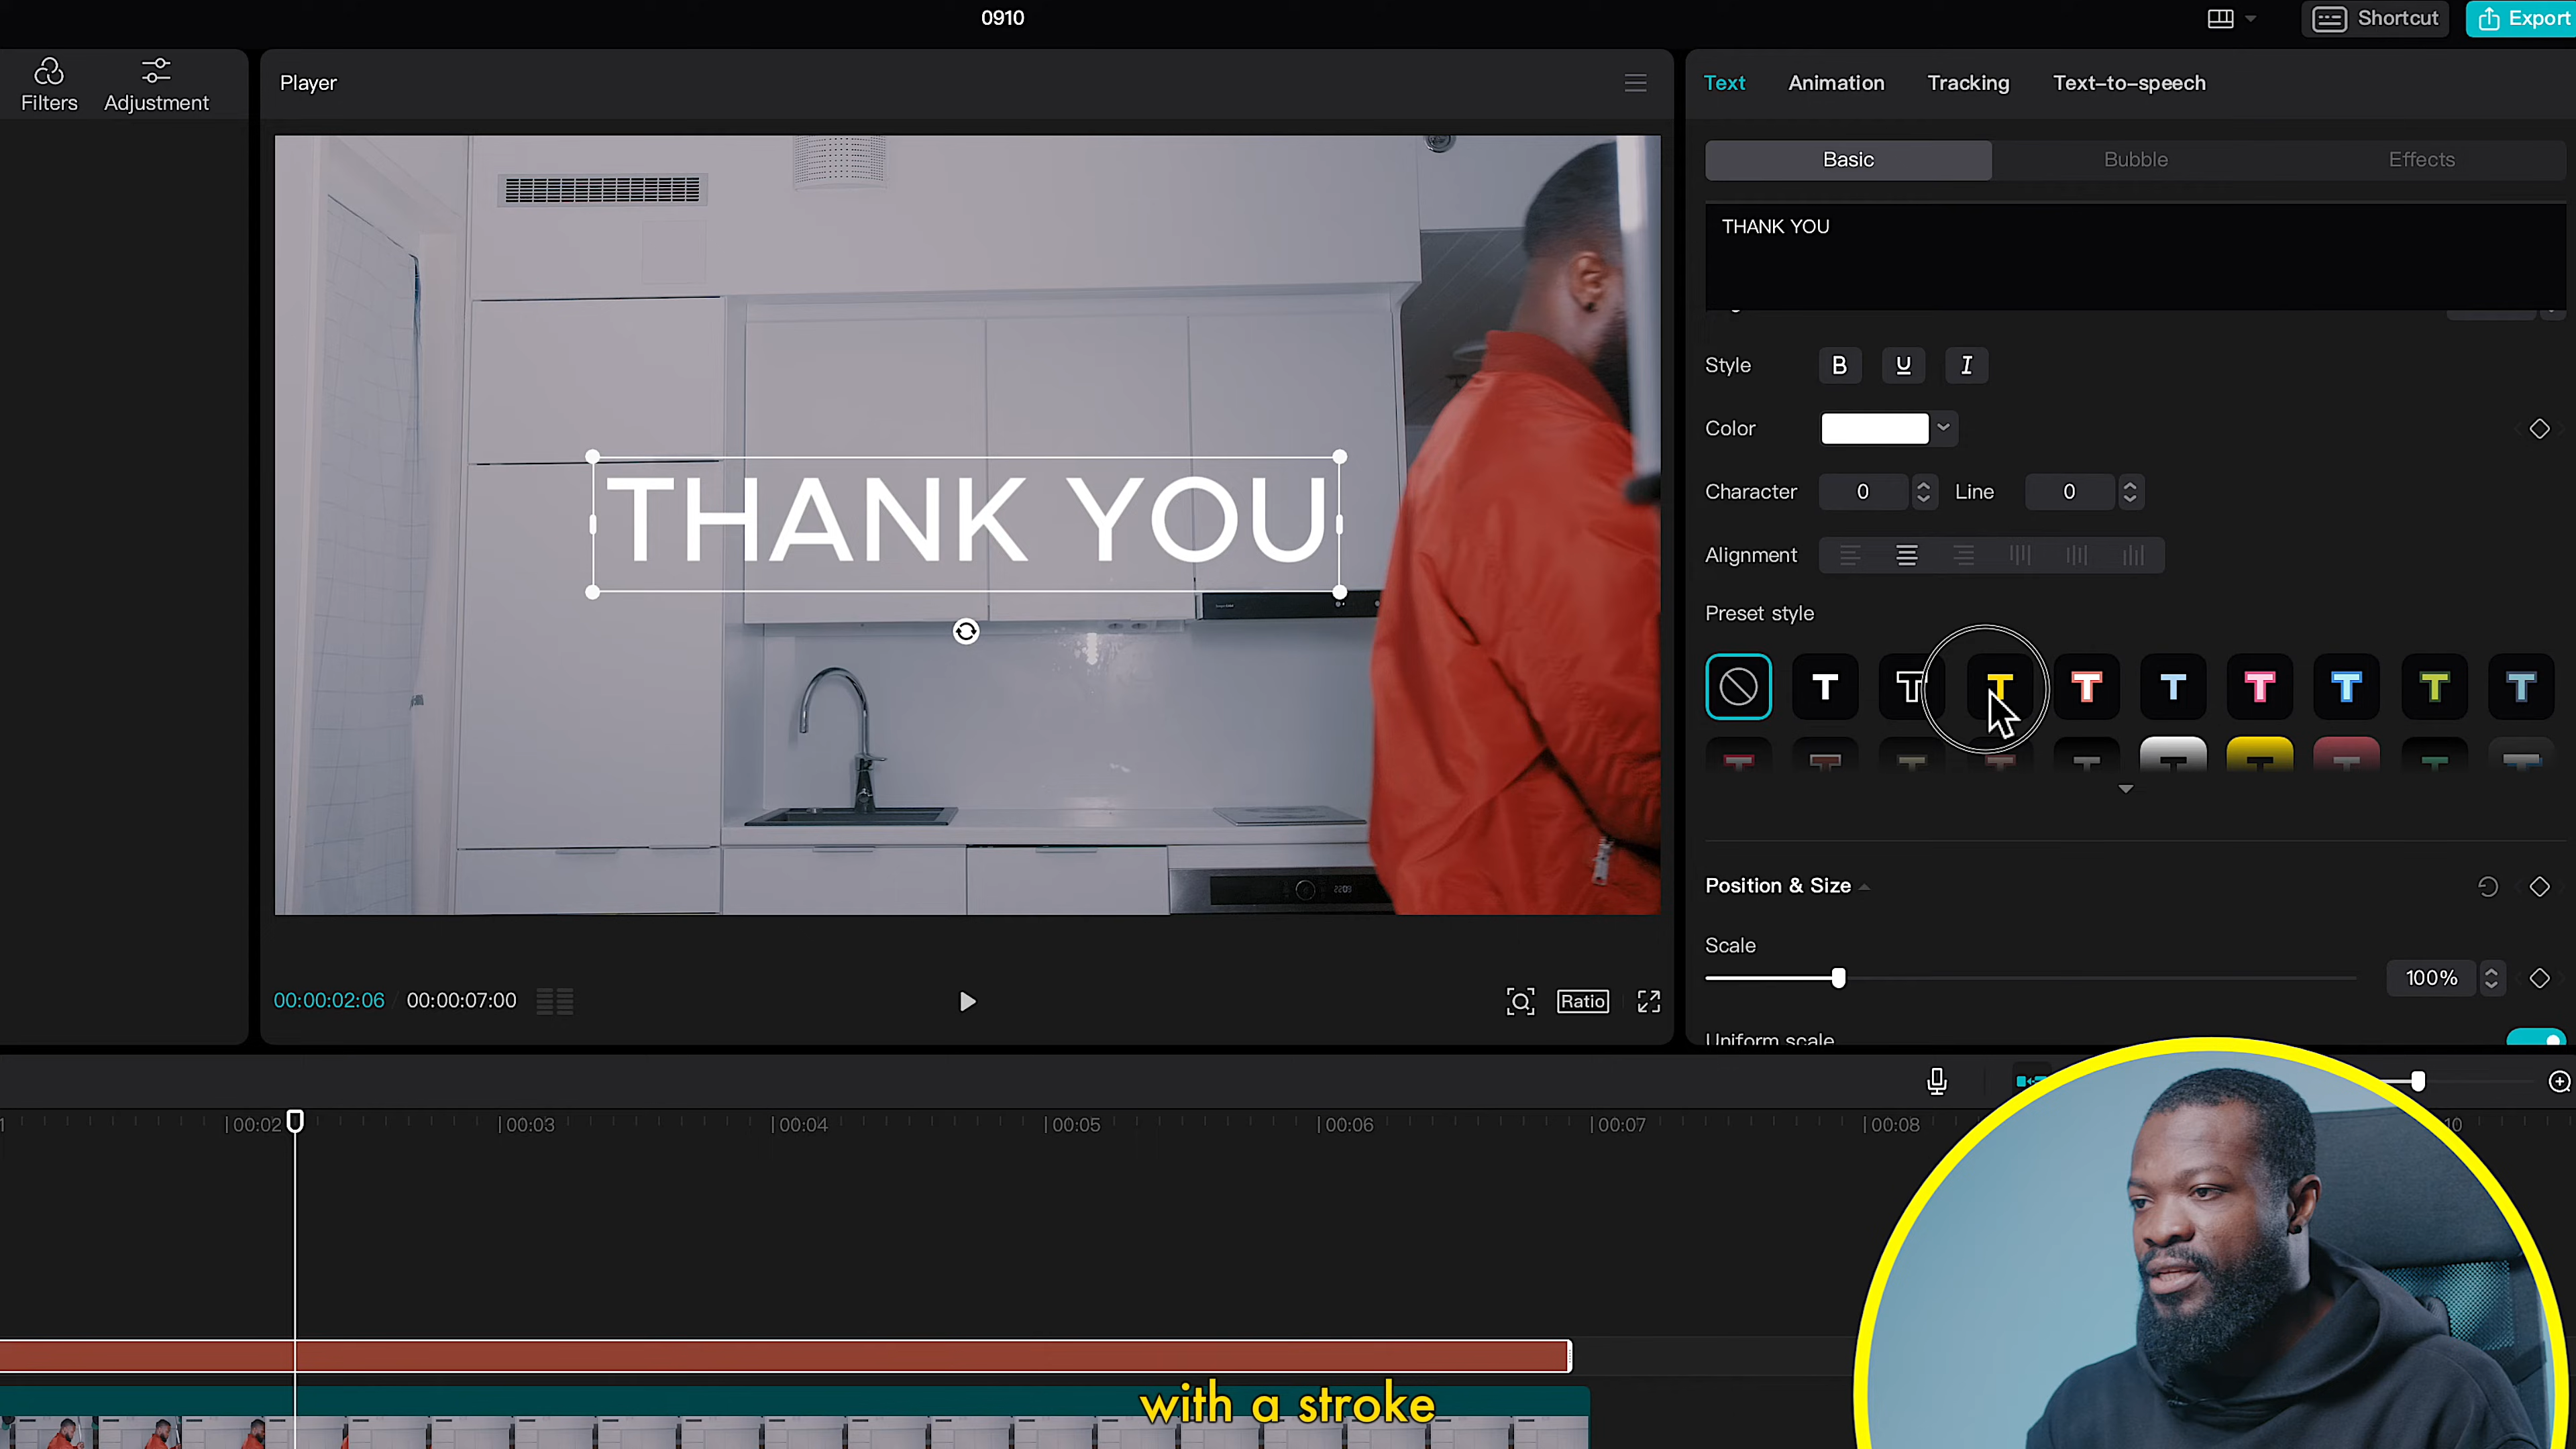 0910
Shortcut
Export
Filters
Adjustment
Player
Text
Animation
Tracking
Text-to-speech
Basic
Bubble
Effects
THANK YOU
THANK YOU
Style
B
U
I
Color
Character
0
Line
0
Alignment
Preset style
T
T
T
T
T
T
T
T
T
Position & Size
Scale
100%
Uniform scale
2209
00:00:02:06 / 00:00:07:00
Ratio
00:02
00:03
00:04
00:05
00:06
00:07
00:08
10
with a stroke